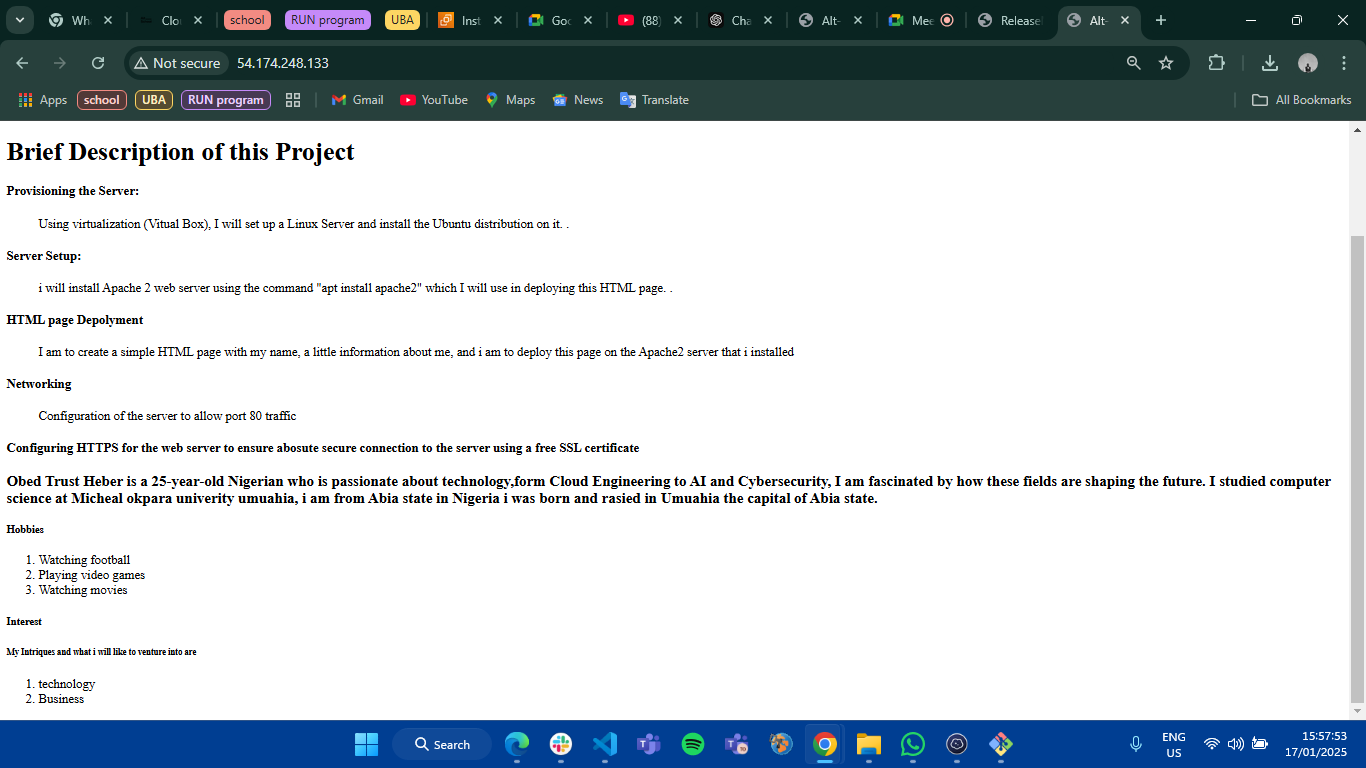 Wha
Clo
school
RUN program
UBA
Inst
Goo
(88)
Cha
Alt-
Mee
Release
Alt-
Not secure
54.174.248.133
Apps
school
UBA
RUN program
Gmail
YouTube
Maps
News
Translate
All Bookmarks
Brief Description of this Project
Provisioning the Server:
Using virtualization (Vitual Box), I will set up a Linux Server and install the Ubuntu distribution on it. .
Server Setup:
i will install Apache 2 web server using the command "apt install apache2" which I will use in deploying this HTML page. .
HTML page Depolyment
I am to create a simple HTML page with my name, a little information about me, and i am to deploy this page on the Apache2 server that i installed
Networking
Configuration of the server to allow port 80 traffic
Configuring HTTPS for the web server to ensure abosute secure connection to the server using a free SSL certificate
Obed Trust Heber is a 25-year-old Nigerian who is passionate about technology,form Cloud Engineering to AI and Cybersecurity, I am fascinated by how these fields are shaping the future. I studied computer
science at Micheal okpara univerity umuahia, i am from Abia state in Nigeria i was born and rasied in Umuahia the capital of Abia state.
Hobbies
1. Watching football
2. Playing video games
3. Watching movies
Interest
My Intriques and what i will like to venture into are
1. technology
2. Business
Search
ENG
US
15:57:53
17/01/2025